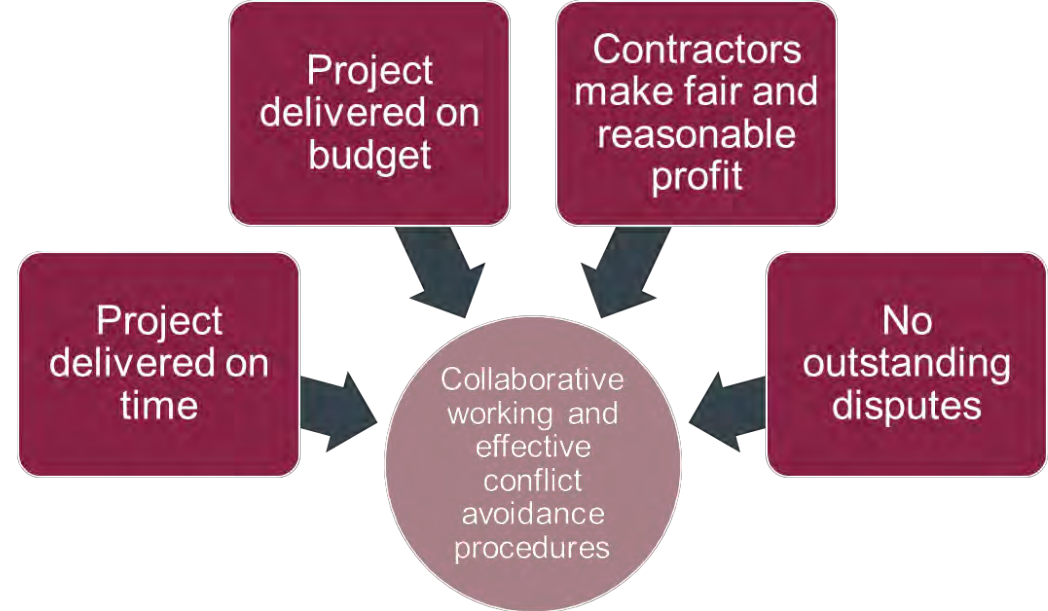 Project
delivered on
budget
Contractors
make fair and
reasonable
profit
Project
delivered on
time
No
outstanding
disputes
Collaborative
working and
effective
conflict
avoidance
procedures